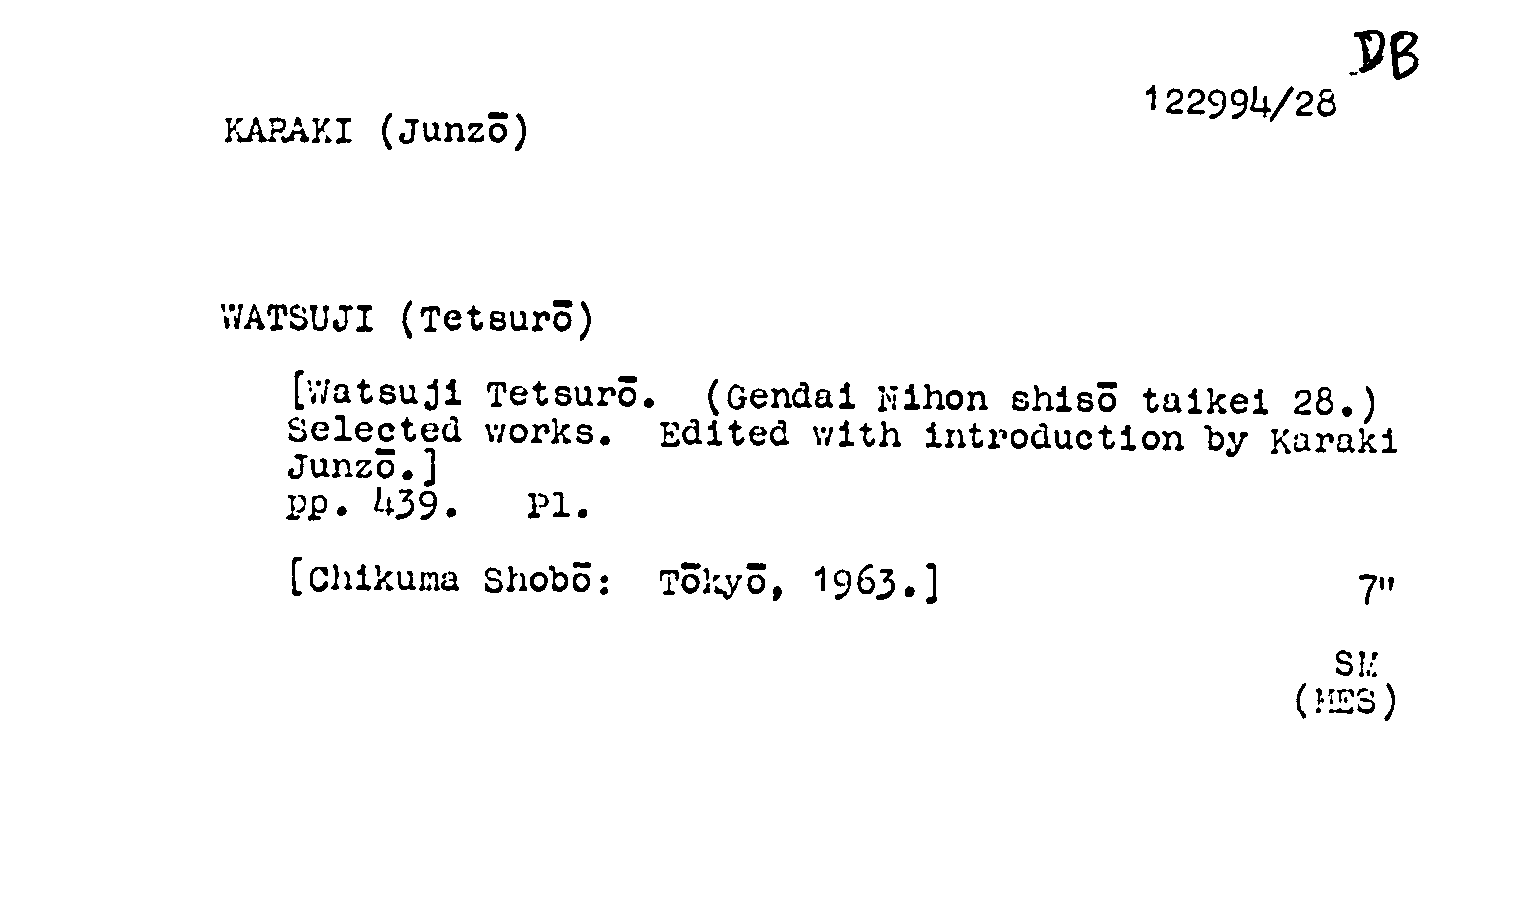 DB
122994/28
KARAKI (Junzō)
WATSUJI (Tetsurō)
[Watsuji Tetsurō. (Gendai Nihon shisō taikei 28.)
Selected works. Edited with introduction by Karaki
Junzō.]
pp. 439. Pl.
[Chikuma Shobō: Tōkyō, 1963.]
7"
SM
(MES)